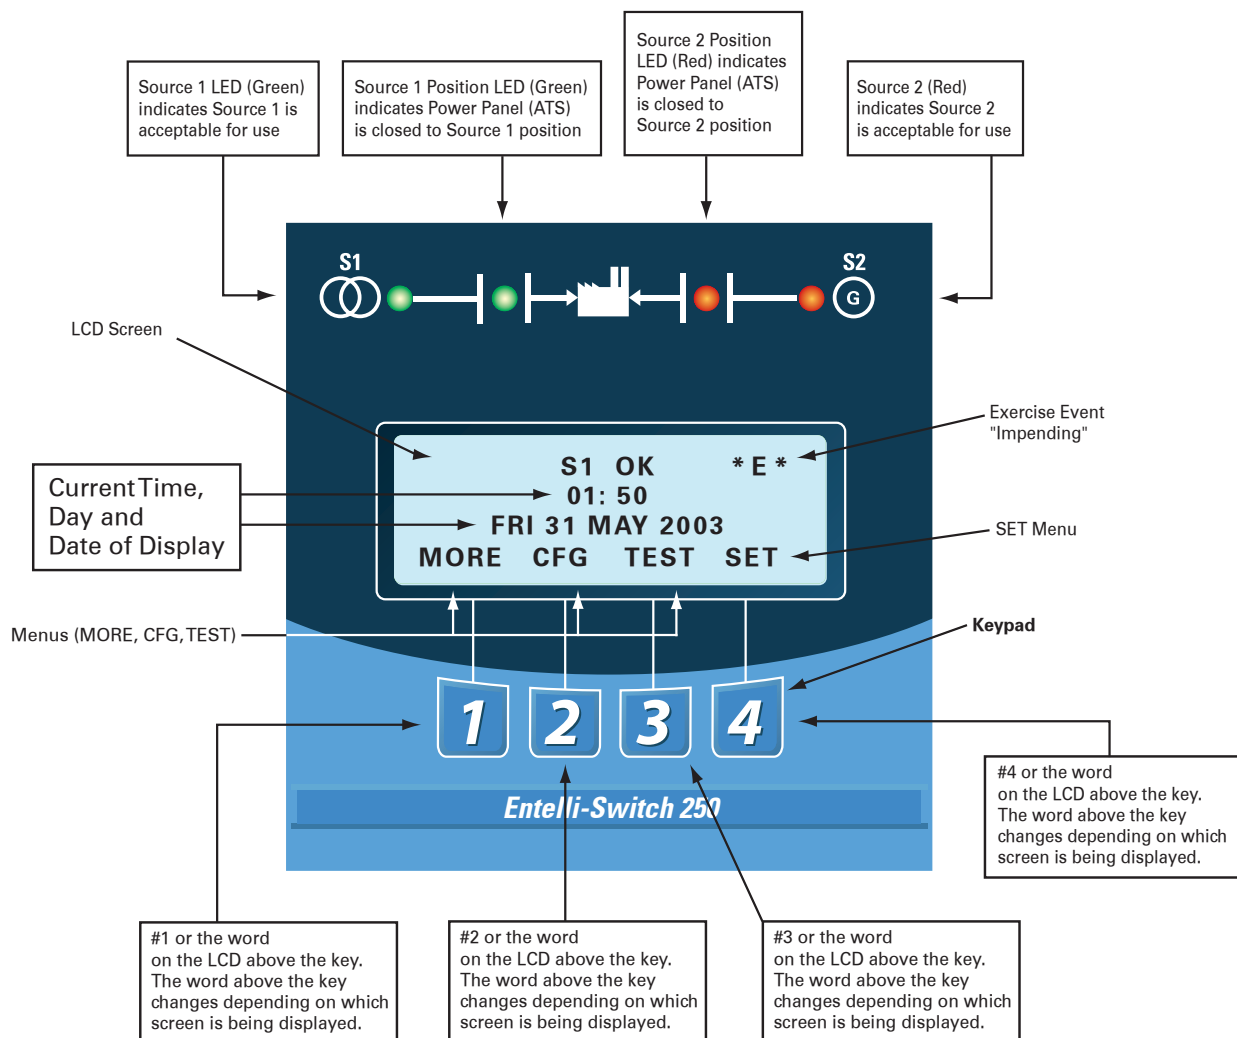 Source 1 LED (Green)
indicates Source 1 is
acceptable for use
Source 1 Position LED (Green)
indicates Power Panel (ATS)
is closed to Source 1 position
Source 2 Position
LED (Red) indicates
Power Panel (ATS)
is closed to
Source 2 position
Source 2 (Red)
indicates Source 2
is acceptable for use
S1
S2
G
LCD Screen
Exercise Event
"Impending"
S1 OK *E*
01: 50
FRI 31 MAY 2003
MORE CFG TEST SET
Current Time,
Day and
Date of Display
SET Menu
Menus (MORE, CFG, TEST)
Keypad
1
2
3
4
Entelli-Switch 250
#4 or the word
on the LCD above the key.
The word above the key
changes depending on which
screen is being displayed.
#1 or the word
on the LCD above the key.
The word above the key
changes depending on which
screen is being displayed.
#2 or the word
on the LCD above the key.
The word above the key
changes depending on which
screen is being displayed.
#3 or the word
on the LCD above the key.
The word above the key
changes depending on which
screen is being displayed.